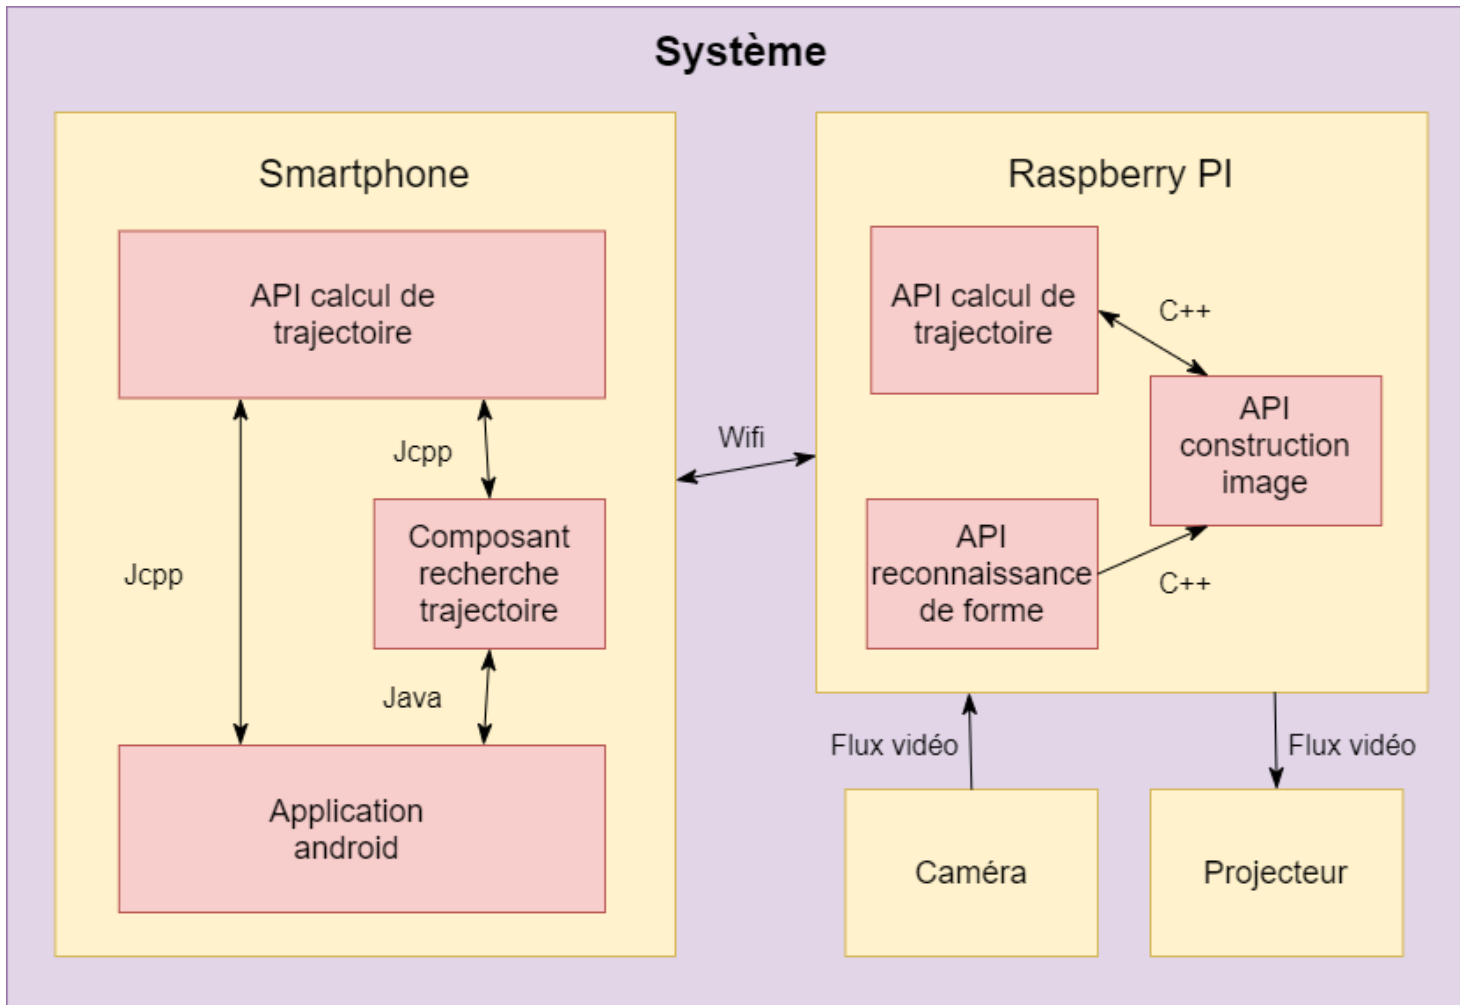 Système
Smartphone
API calcul de
trajectoire
Jcpp
Jcpp
Composant
recherche
trajectoire
Java
Application
android
Wifi
Raspberry PI
API calcul de
trajectoire
C++
API
construction
image
API
reconnaissance
de forme
C++
Flux vidéo
Flux vidéo
Caméra
Projecteur